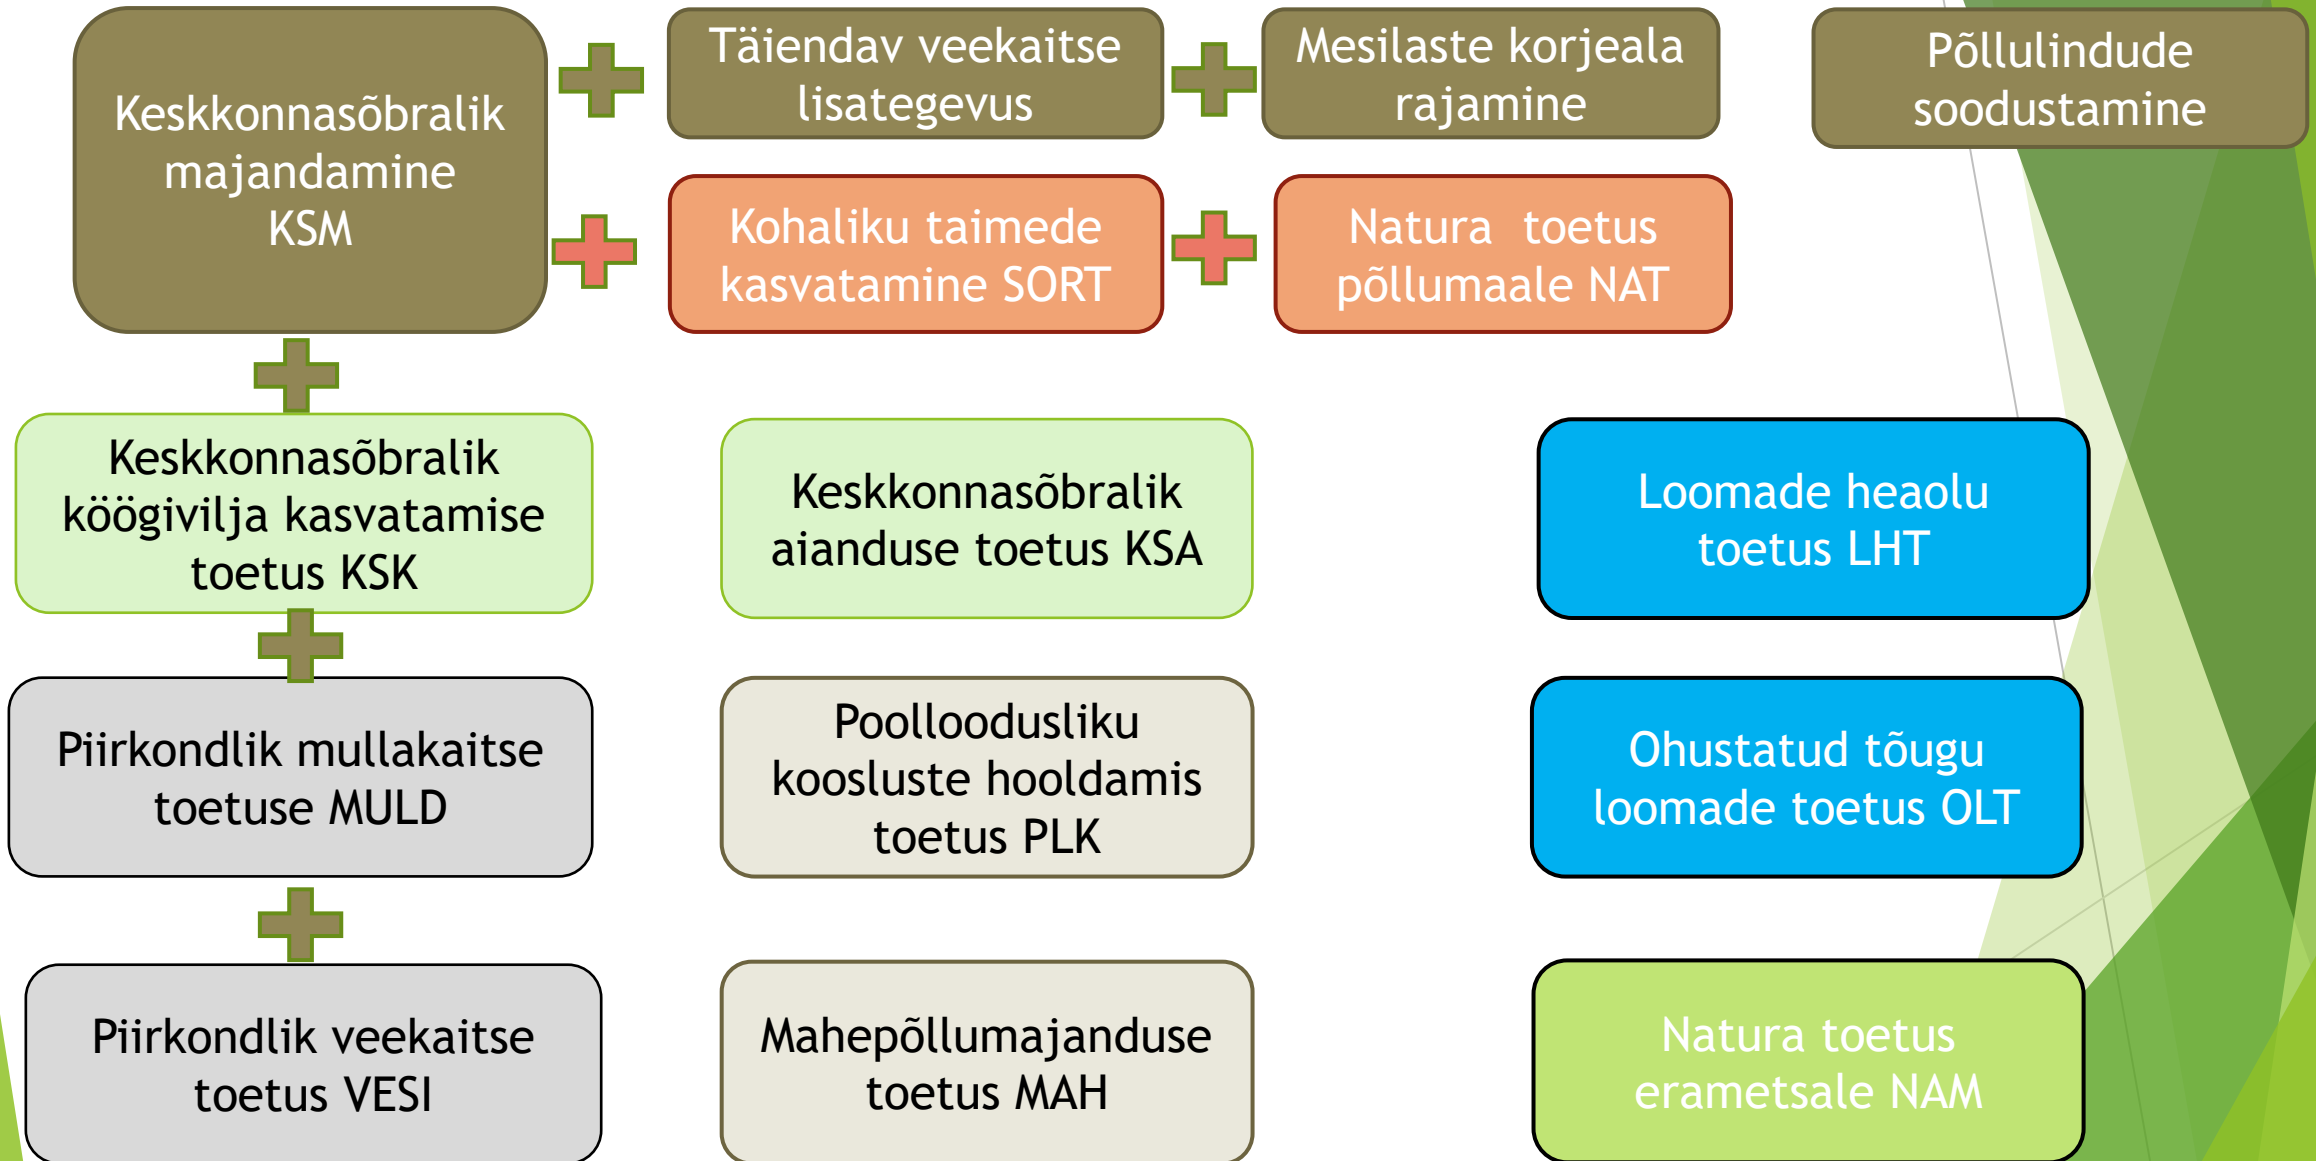 Keskkonnasõbralik
majandamine
KSM
Täiendav veekaitse
lisategevus
Mesilaste korjeala
rajamine
Põllulindude
soodustamine
Kohaliku taimede
kasvatamine SORT
Natura toetus
põllumaale NAT
Keskkonnasõbralik
köögivilja kasvatamise
toetus KSK
Keskkonnasõbralik
aianduse toetus KSA
Loomade heaolu
toetus LHT
Piirkondlik mullakaitse
toetuse MULD
Poolloodusliku
koosluste hooldamis
toetus PLK
Ohustatud tõugu
loomade toetus OLT
Piirkondlik veekaitse
toetus VESI
Mahepõllumajanduse
toetus MAH
Natura toetus
erametsale NAM